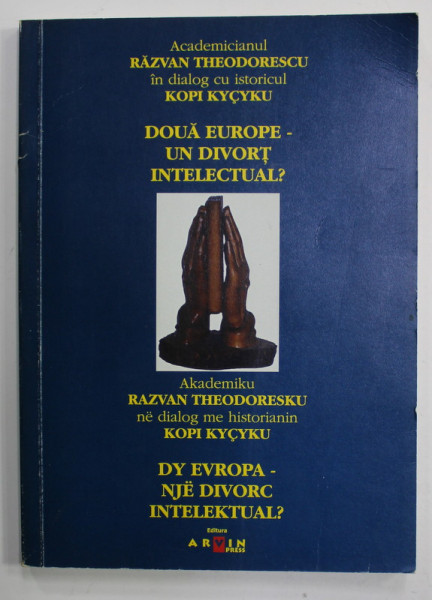 Academicianul
RĂZVAN THEODORESCU
în dialog cu istoricul
KOPI KYÇYKU
DOUĂ EUROPE -
UN DIVORŢ
INTELECTUAL?
Akademiku
RAZVAN THEODORESKU
në dialog me historianin
KOPI KYÇYKU
DY EVROPA -
NJË DIVORC
INTELEKTUAL?
Editura
ARVIN
PRESS